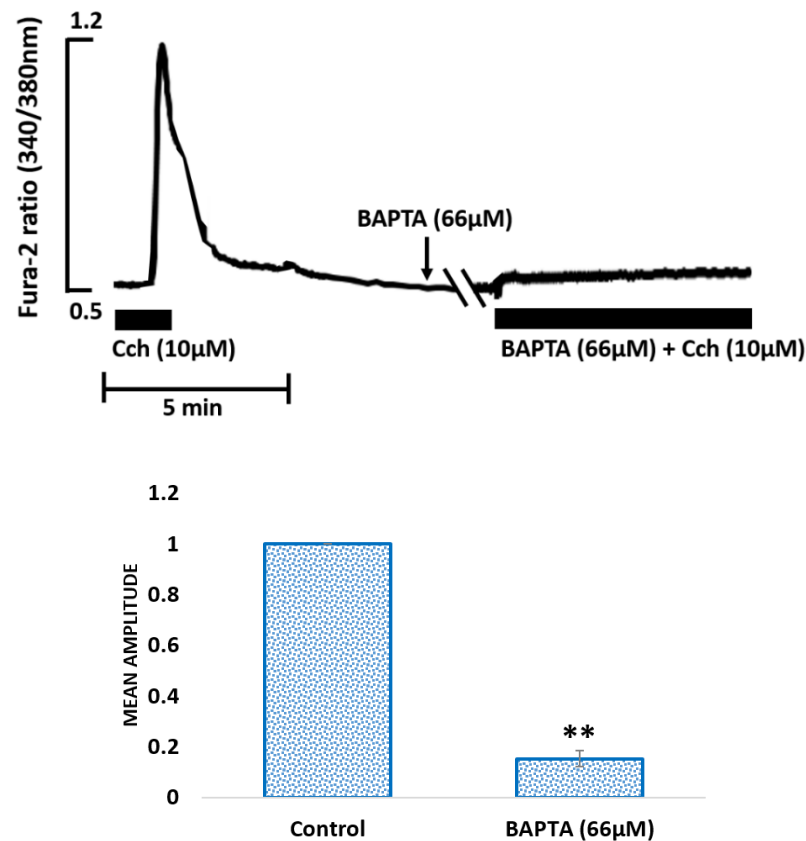 1.2
Fura-2 ratio (340/380nm)
BAPTA (66µM)
0.5
Cch (10µM)
BAPTA (66µM) + Cch (10µM)
5 min
1.2
1
0.8
0.6
0.4
0.2
0
MEAN AMPLITUDE
**
Control
BAPTA (66µM)